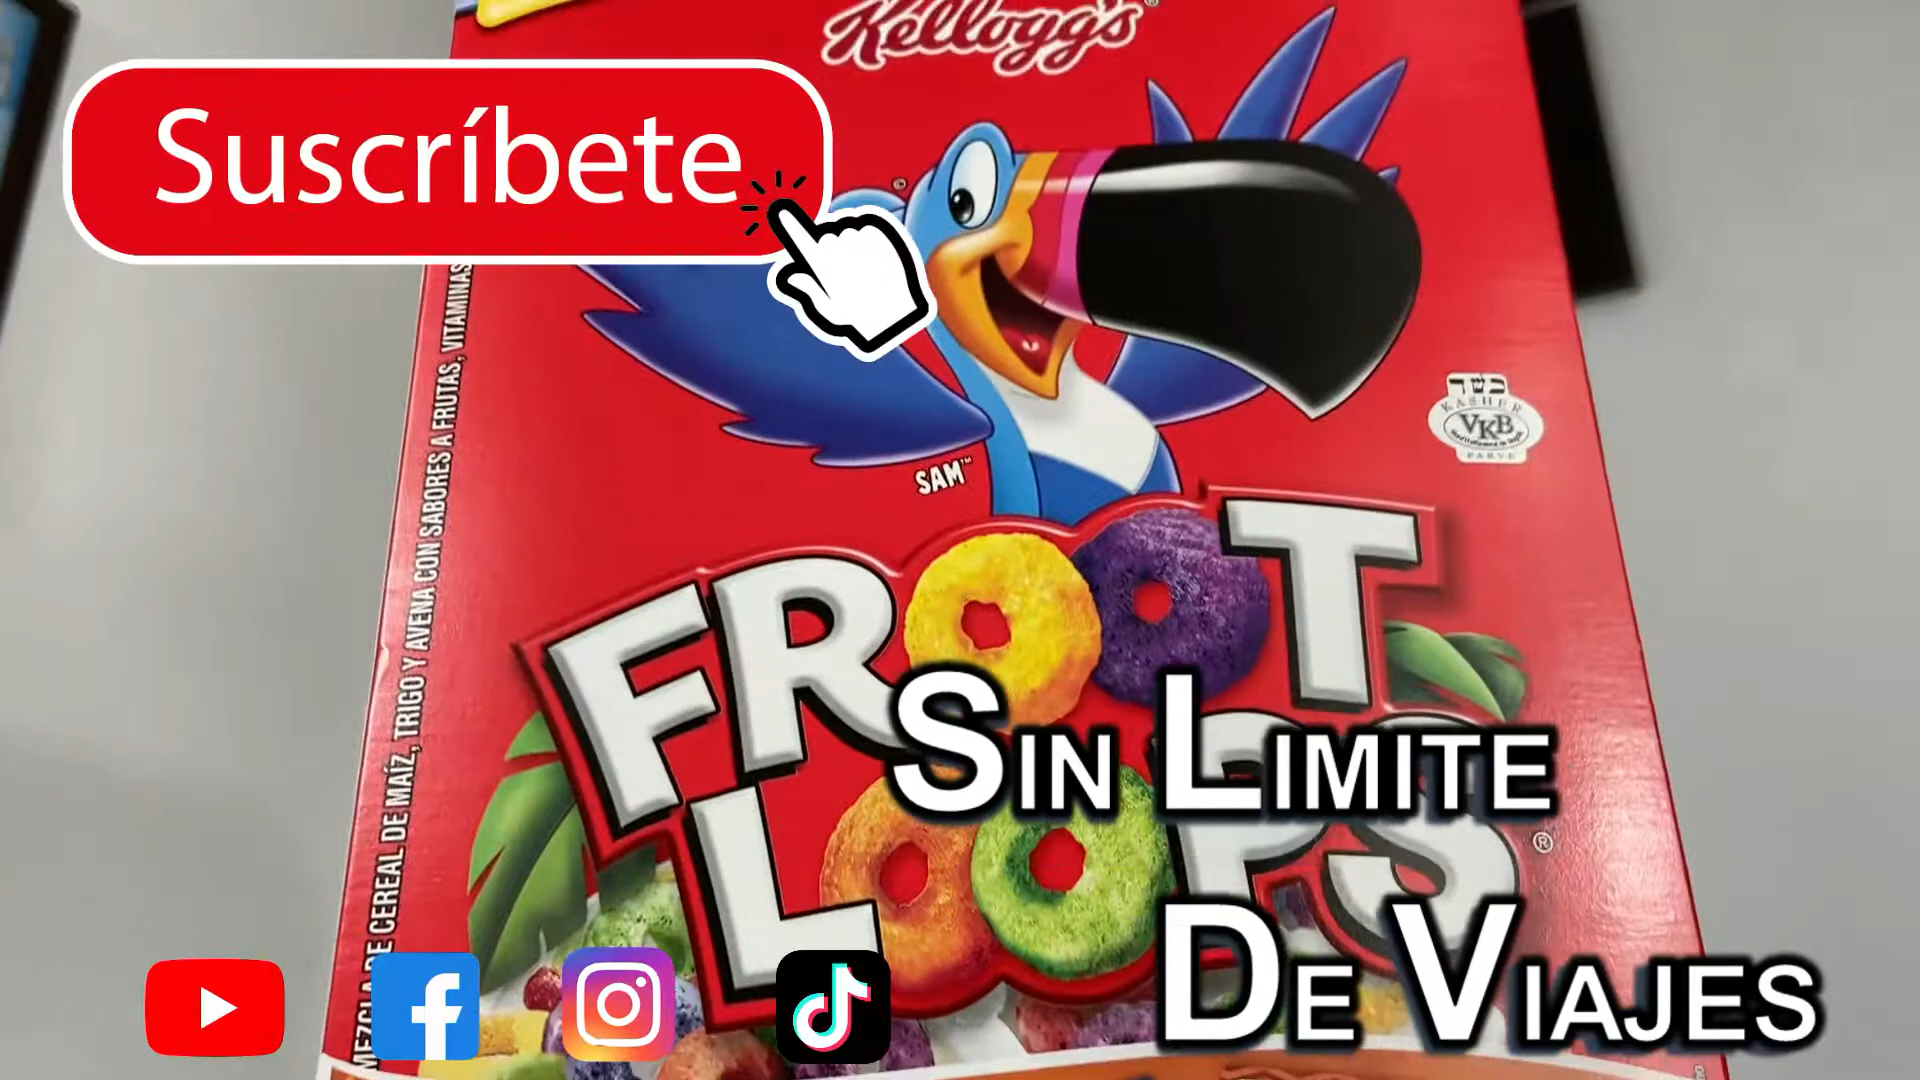 Kellogg's
Suscríbete
SAM™
כשר
KASHER
VKB
PARVE
FROOT
LOOPS®
MEZCLA DE CEREAL DE MAÍZ, TRIGO Y AVENA CON SABORES A FRUTAS, VITAMINAS
SIN LIMITE
DE VIAJES